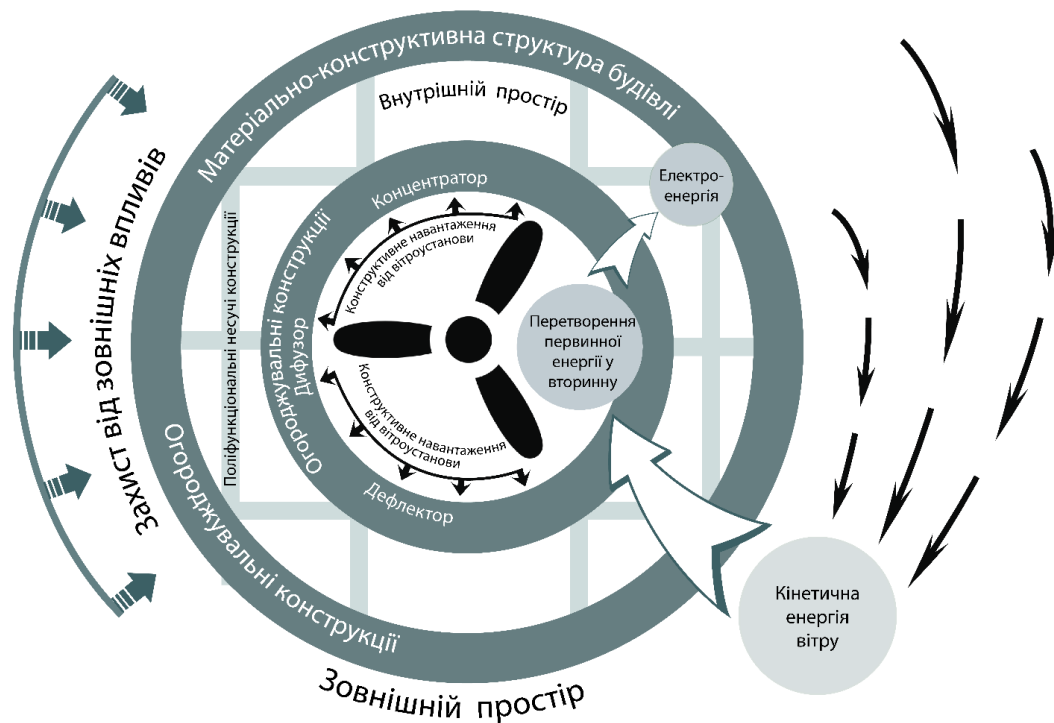 Матеріально-конструктивна структура будівлі
Внутрішній простір
Електро-
енергія
Концентратор
Конструктивне навантаження
від вітроустанови
Захист від зовнішніх впливів
Поліфункціональні несучі конструкції
Огороджувальні конструкції
Дифузор
Перетворення
первинної
енергії у
вторинну
Конструктивне навантаження
від вітроустанови
Дефлектор
Огороджувальні конструкції
Кінетична
енергія
вітру
Зовнішній простір